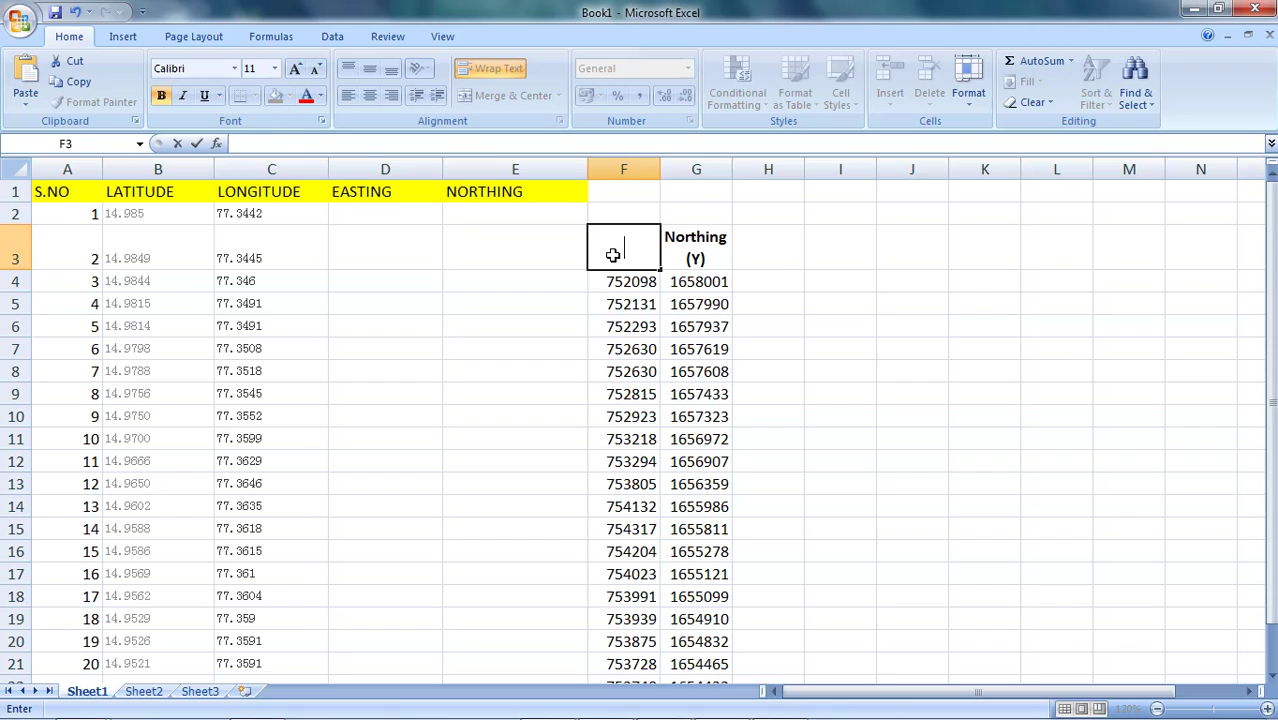 Book1 - Microsoft Excel
Home Insert Page Layout Formulas Data Review View
Paste
Cut
Copy
Format Painter
Clipboard
Calibri 11
B I U
Font
Wrap Text
Merge & Center
Alignment
General
Number
Conditional Formatting
Format as Table
Cell Styles
Styles
Insert
Delete
Format
Cells
AutoSum
Fill
Clear
Sort & Filter
Find & Select
Editing
F3
A B C D E F G H I J K L M N
1 S.NO LATITUDE LONGITUDE EASTING NORTHING
2 1 14.985 77.3442
3 2 14.9849 77.3445 Northing (Y)
4 3 14.9844 77.346 752098 1658001
5 4 14.9815 77.3491 752131 1657990
6 5 14.9814 77.3491 752293 1657937
7 6 14.9798 77.3508 752630 1657619
8 7 14.9788 77.3518 752630 1657608
9 8 14.9756 77.3545 752815 1657433
10 9 14.9750 77.3552 752923 1657323
11 10 14.9700 77.3599 753218 1656972
12 11 14.9666 77.3629 753294 1656907
13 12 14.9650 77.3646 753805 1656359
14 13 14.9602 77.3635 754132 1655986
15 14 14.9588 77.3618 754317 1655811
16 15 14.9586 77.3615 754204 1655278
17 16 14.9569 77.361 754023 1655121
18 17 14.9562 77.3604 753991 1655099
19 18 14.9529 77.359 753939 1654910
20 19 14.9526 77.3591 753875 1654832
21 20 14.9521 77.3591 753728 1654465
Sheet1 Sheet2 Sheet3
Enter
120%